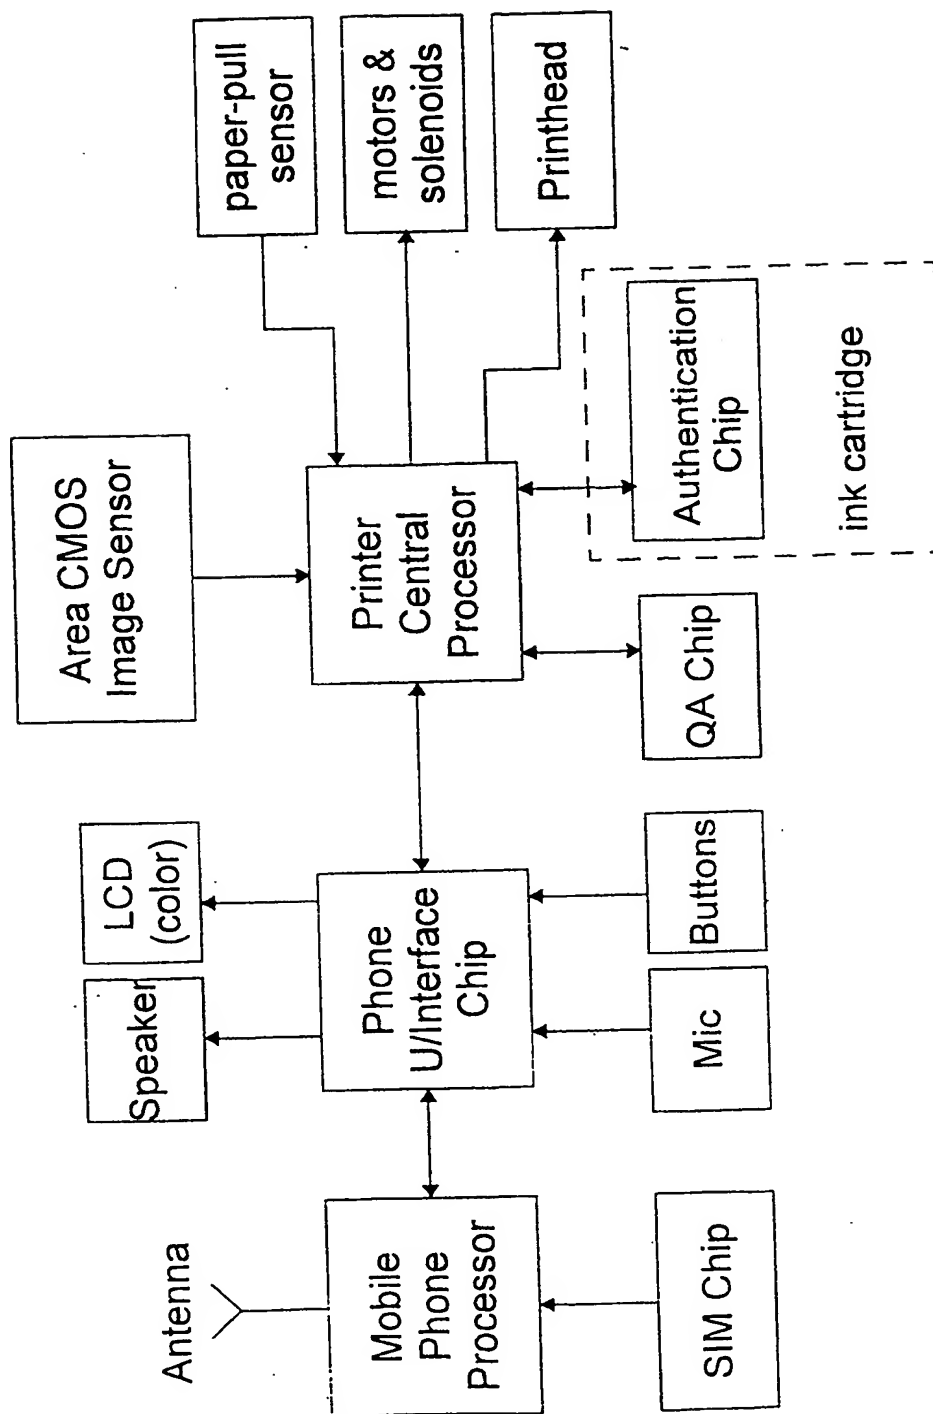 Antenna
Mobile
Phone
Processor
SIM Chip
Speaker
LCD
(color)
Phone
U/Interface
Chip
Mic
Buttons
Area CMOS
Image Sensor
Printer
Central
Processor
QA Chip
Authentication
Chip
ink cartridge
paper-pull
sensor
motors &
solenoids
Printhead